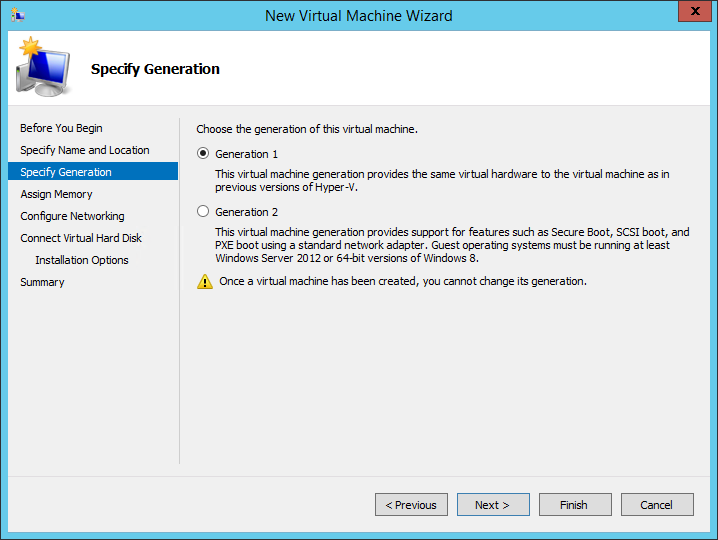 New Virtual Machine Wizard
Specify Generation
Before You Begin
Specify Name and Location
Specify Generation
Assign Memory
Configure Networking
Connect Virtual Hard Disk
Installation Options
Summary
Choose the generation of this virtual machine.
Generation 1
This virtual machine generation provides the same virtual hardware to the virtual machine as in
previous versions of Hyper-V.
Generation 2
This virtual machine generation provides support for features such as Secure Boot, SCSI boot, and
PXE boot using a standard network adapter. Guest operating systems must be running at least
Windows Server 2012 or 64-bit versions of Windows 8.
Once a virtual machine has been created, you cannot change its generation.
< Previous
Next >
Finish
Cancel